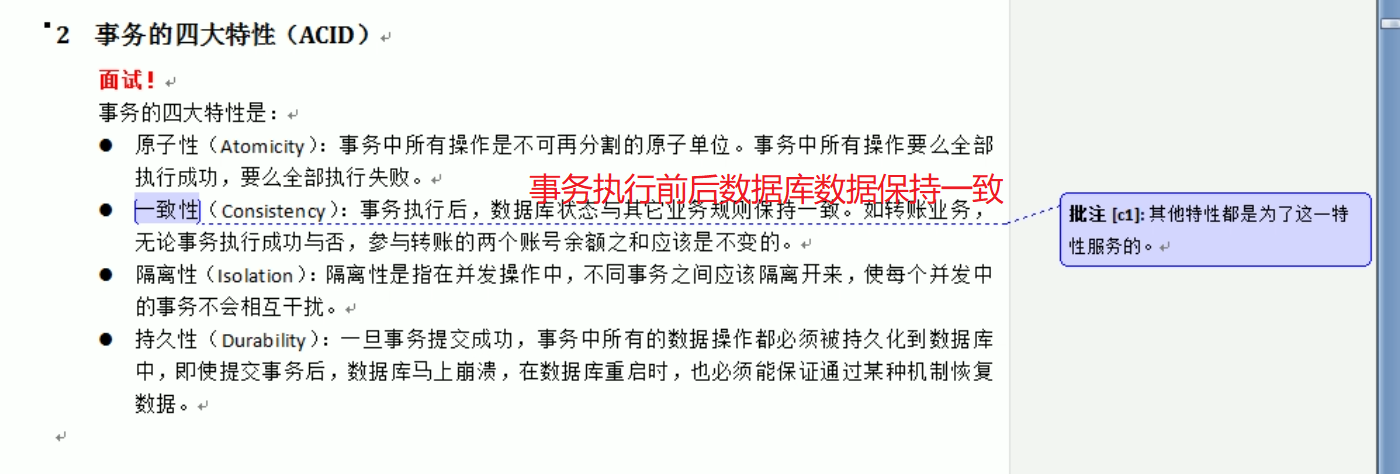 2 事务的四大特性（ACID）
面试！
事务的四大特性是：
● 原子性（Atomicity）：事务中所有操作是不可再分割的原子单位。事务中所有操作要么全部
执行成功，要么全部执行失败。
事务执行前后数据库数据保持一致
● 一致性（Consistency）：事务执行后，数据库状态与其它业务规则保持一致。如转账业务，
无论事务执行成功与否，参与转账的两个账号余额之和应该是不变的。
批注 [c1]: 其他特性都是为了这一特
性服务的。
● 隔离性（Isolation）：隔离性是指在并发操作中，不同事务之间应该隔离开来，使每个并发中
的事务不会相互干扰。
● 持久性（Durability）：一旦事务提交成功，事务中所有的数据操作都必须被持久化到数据库
中，即使提交事务后，数据库马上崩溃，在数据库重启时，也必须能保证通过某种机制恢复
数据。